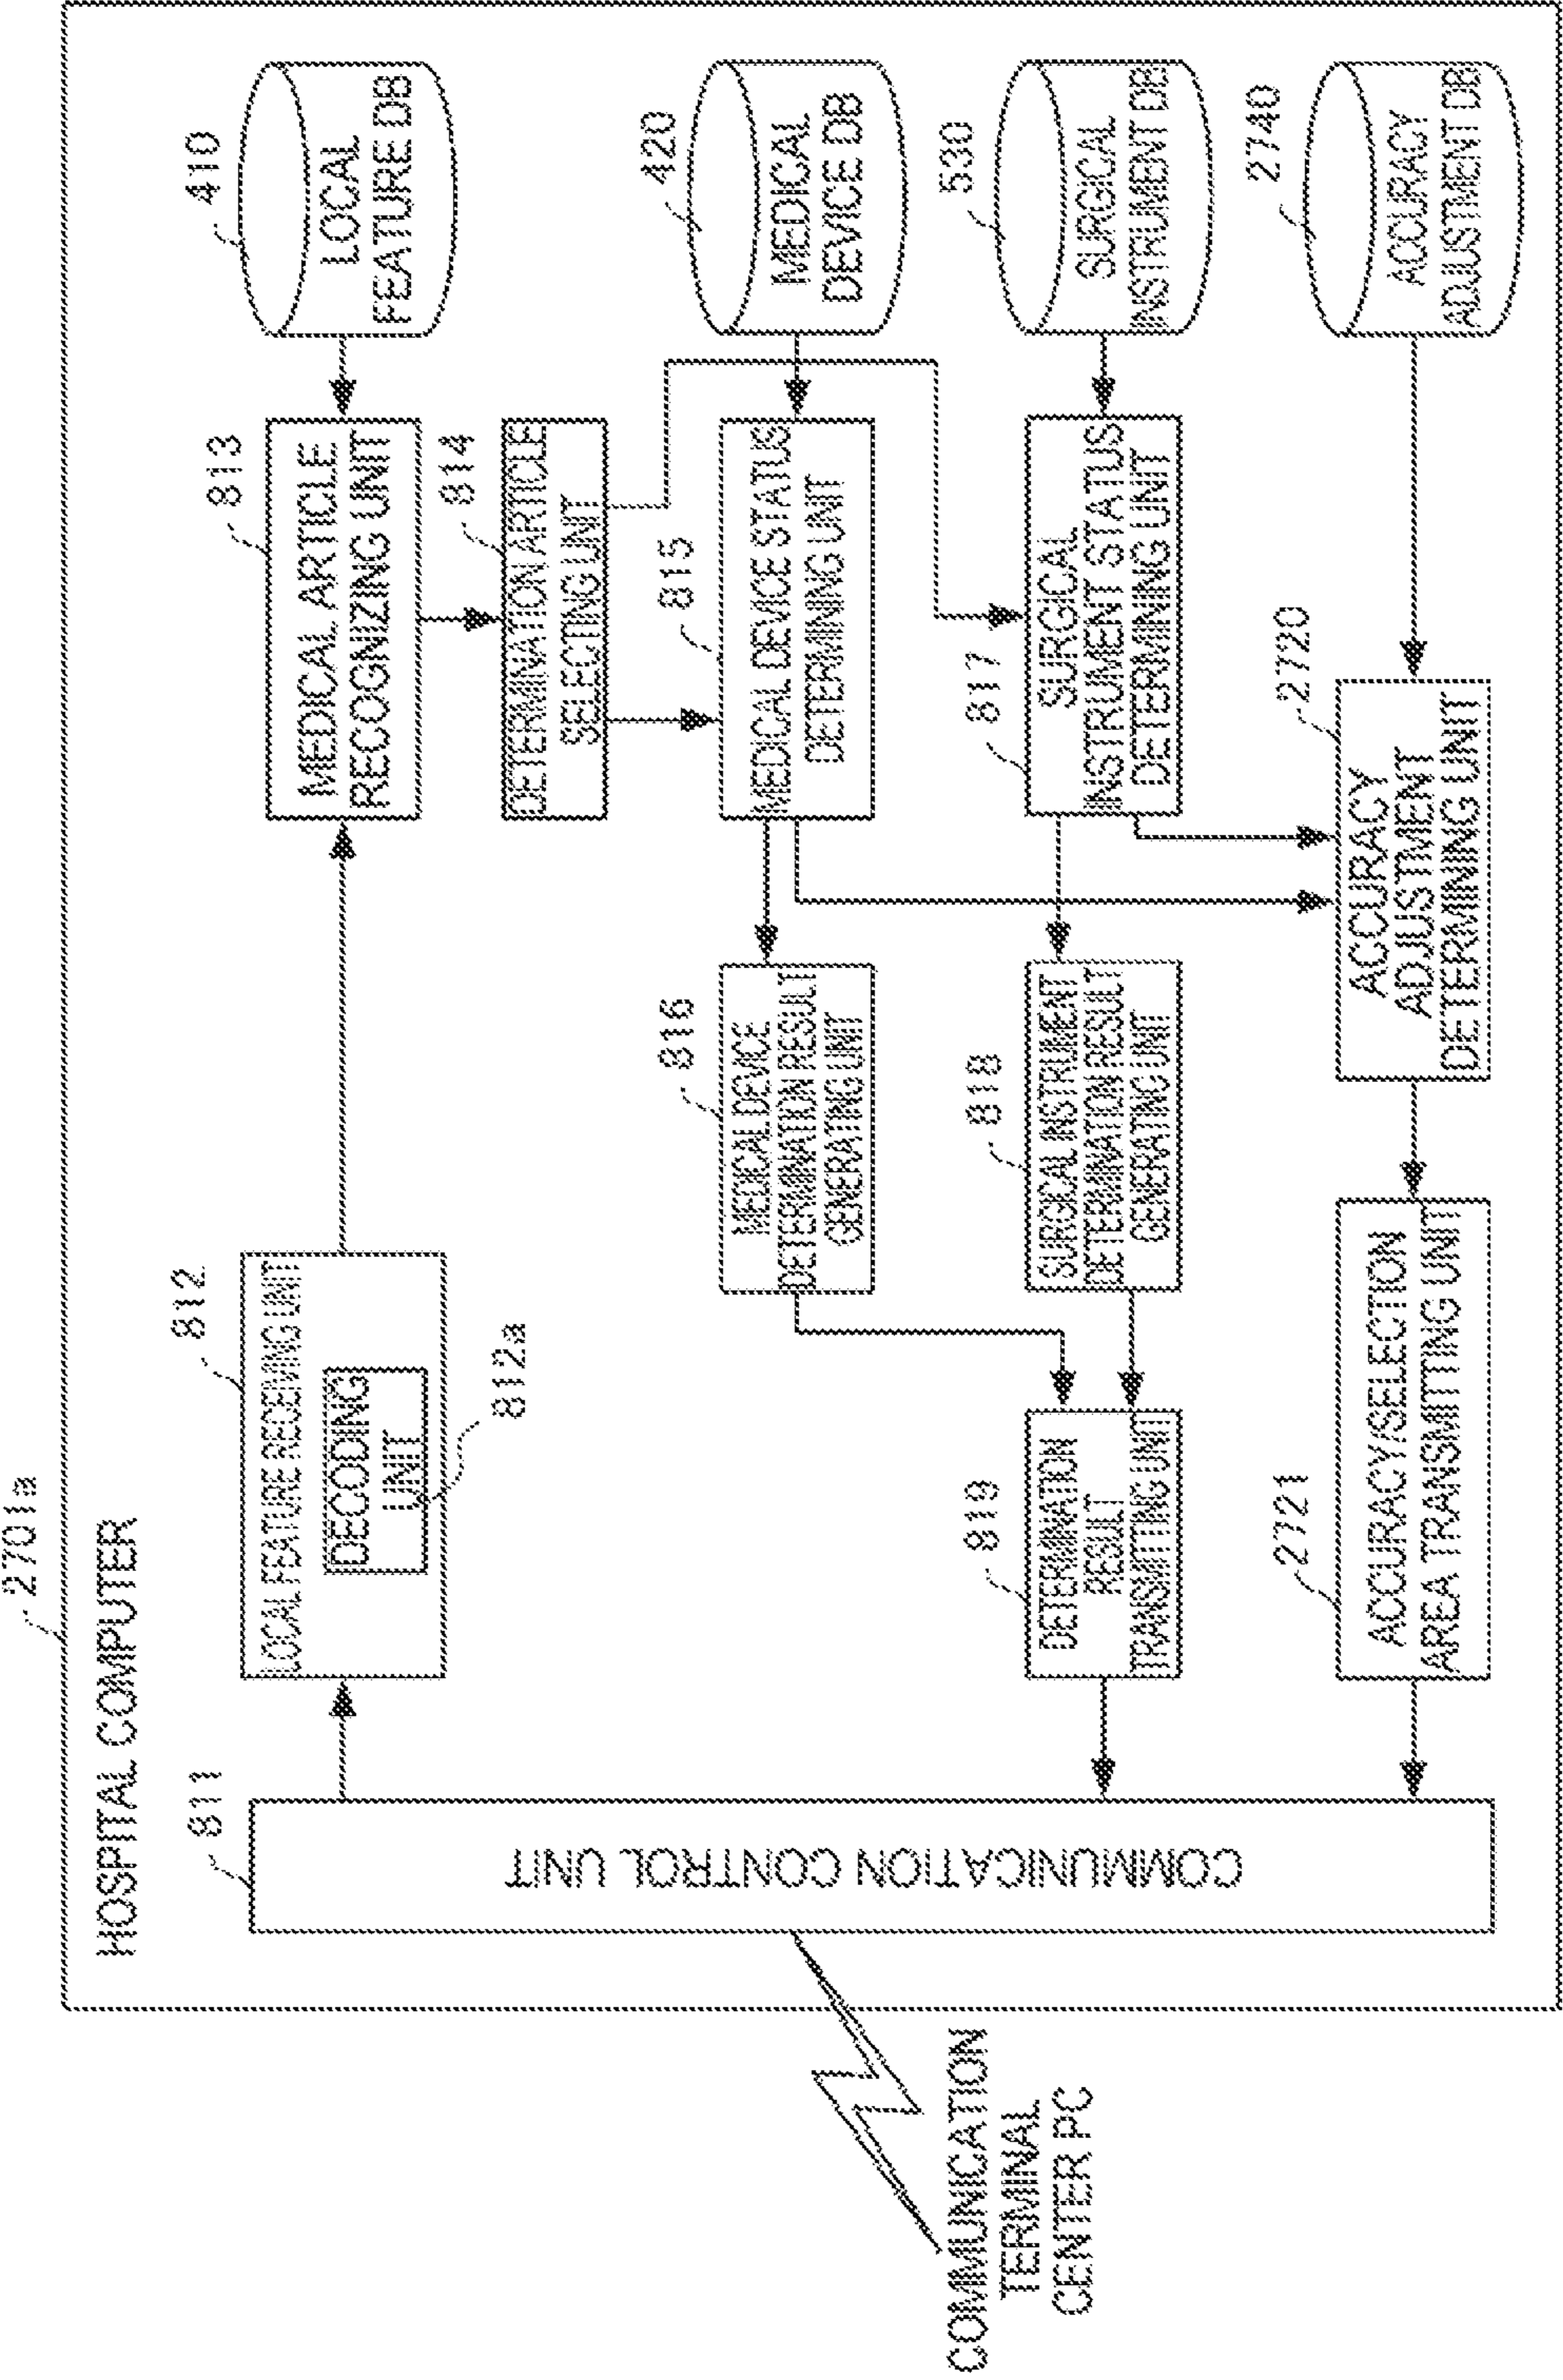 2701a
HOSPITAL COMPUTER
811
COMMUNICATION CONTROL UNIT
812
LOCAL FEATURE RECEIVING UNIT
DECODING
UNIT
812a
813
MEDICAL ARTICLE
RECOGNIZING UNIT
410
LOCAL
FEATURE DB
814
DETERMINATION ARTICLE
SELECTING UNIT
816
MEDICAL DEVICE
DETERMINATION RESULT
GENERATING UNIT
815
MEDICAL DEVICE STATUS
DETERMINING UNIT
420
MEDICAL
DEVICE DB
819
DETERMINATION
RESULT
TRANSMITTING UNIT
818
SURGICAL INSTRUMENT
DETERMINATION RESULT
GENERATING UNIT
817
SURGICAL
INSTRUMENT STATUS
DETERMINING UNIT
530
SURGICAL
INSTRUMENT DB
2721
ACCURACY/SELECTION
AREA TRANSMITTING UNIT
2720
ACCURACY
ADJUSTMENT
DETERMINING UNIT
2740
ACCURACY
ADJUSTMENT DB
COMMUNICATION
TERMINAL
CENTER PC